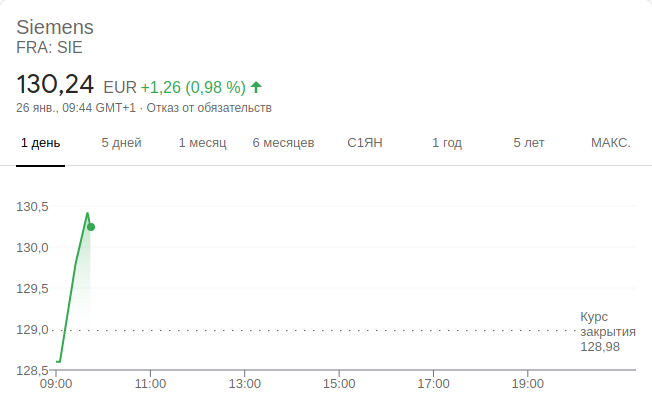 Siemens
FRA: SIE
130,24 EUR +1,26 (0,98 %)
26 янв., 09:44 GMT+1 · Отказ от обязательств
1 день 5 дней 1 месяц 6 месяцев С1ЯН 1 год 5 лет МАКС.
130,5
130,0
129,5
129,0
128,5
Курс
закрытия
128,98
09:00 11:00 13:00 15:00 17:00 19:00